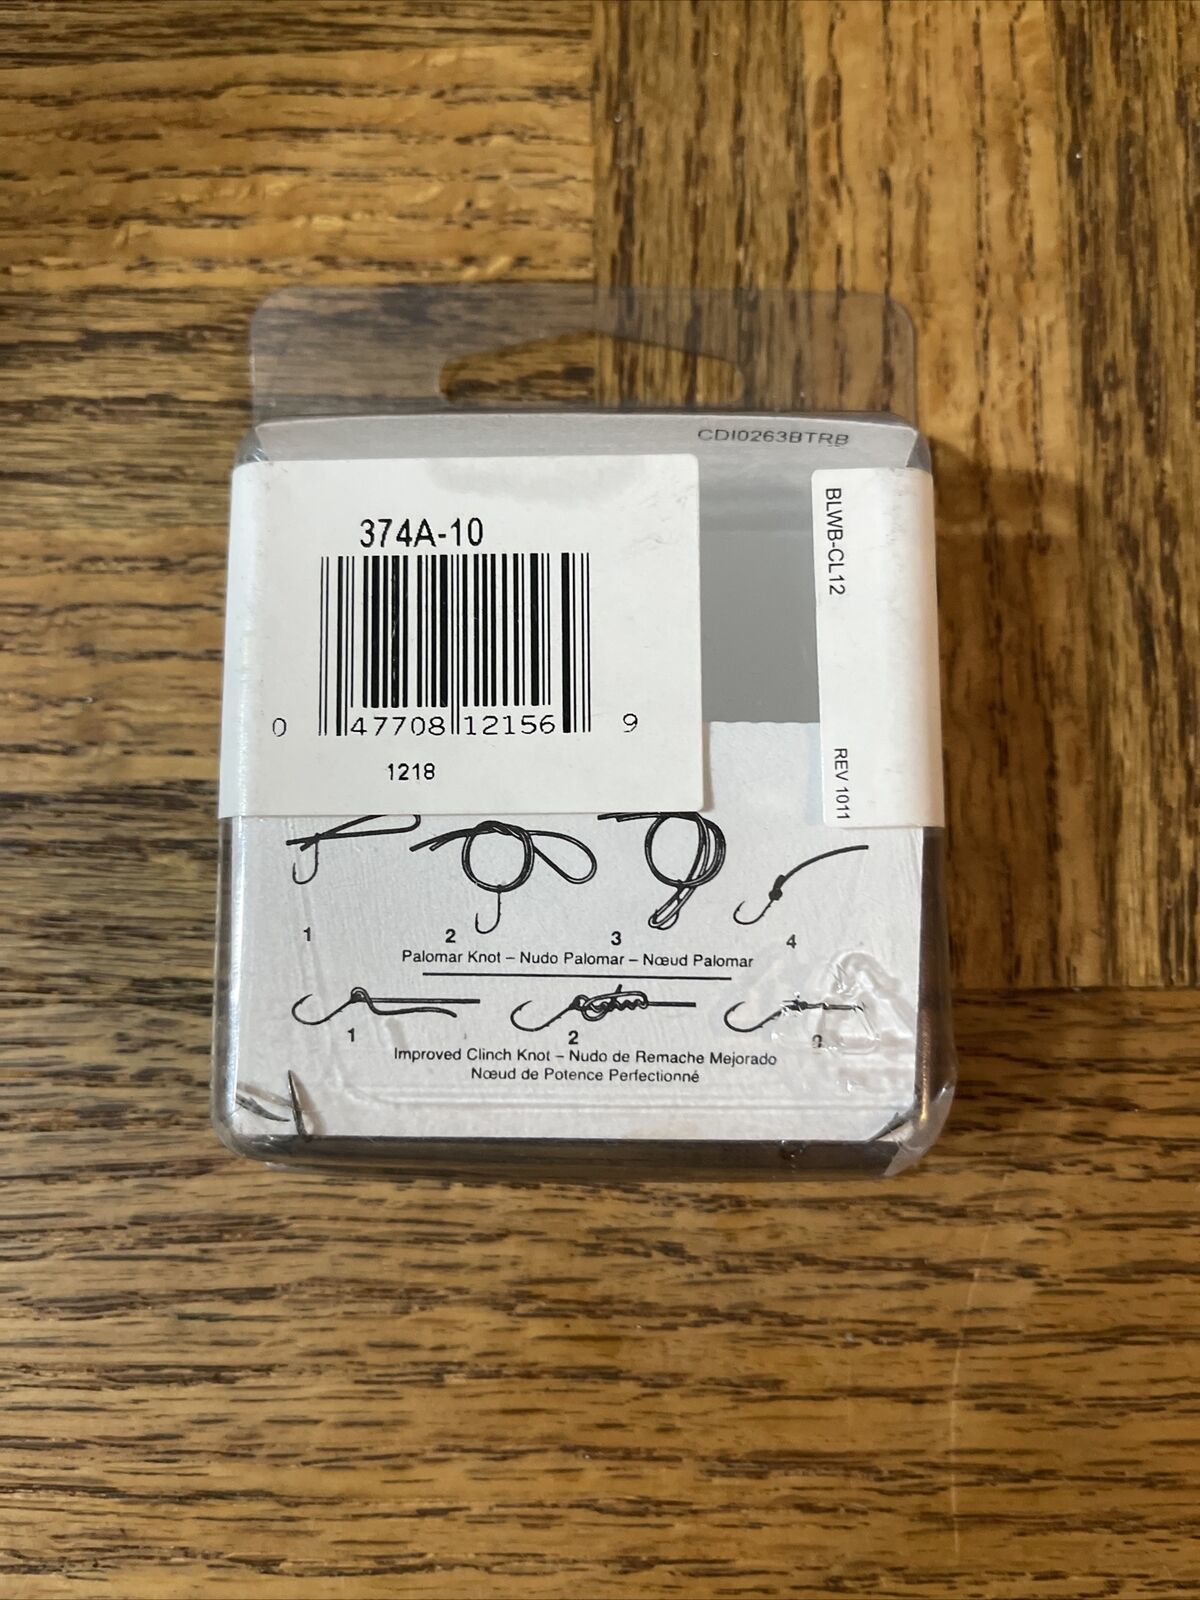 CDI0263BTRB
374A-10
0 47708 12156 9
1218
BLWB-CL12
REV 1011
1 2 3 4
Palomar Knot – Nudo Palomar – Nœud Palomar
1 2
Improved Clinch Knot – Nudo de Remache Mejorado
Nœud de Potence Perfectionné